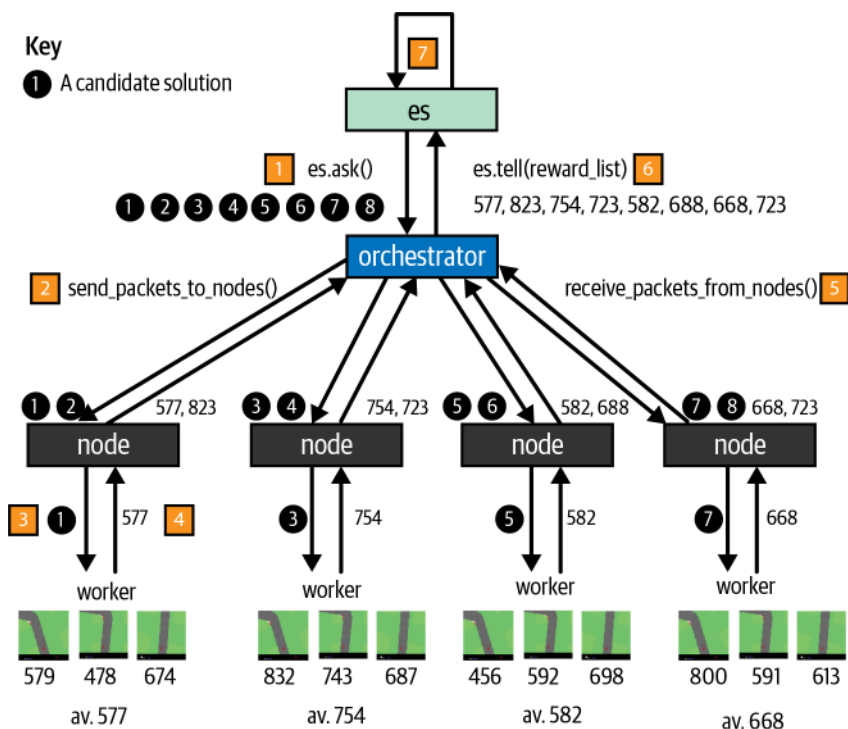 Key
1 A candidate solution
7
es
1 es.ask()
es.tell(reward_list) 6
1 2 3 4 5 6 7 8
577, 823, 754, 723, 582, 688, 668, 723
orchestrator
2 send_packets_to_nodes()
receive_packets_from_nodes() 5
1 2 577, 823
3 4 754, 723
5 6 582, 688
7 8 668, 723
node
node
node
node
3 1 577 4
3 754
5 582
7 668
worker
worker
worker
worker
579 478 674
832 743 687
456 592 698
800 591 613
av. 577
av. 754
av. 582
av. 668